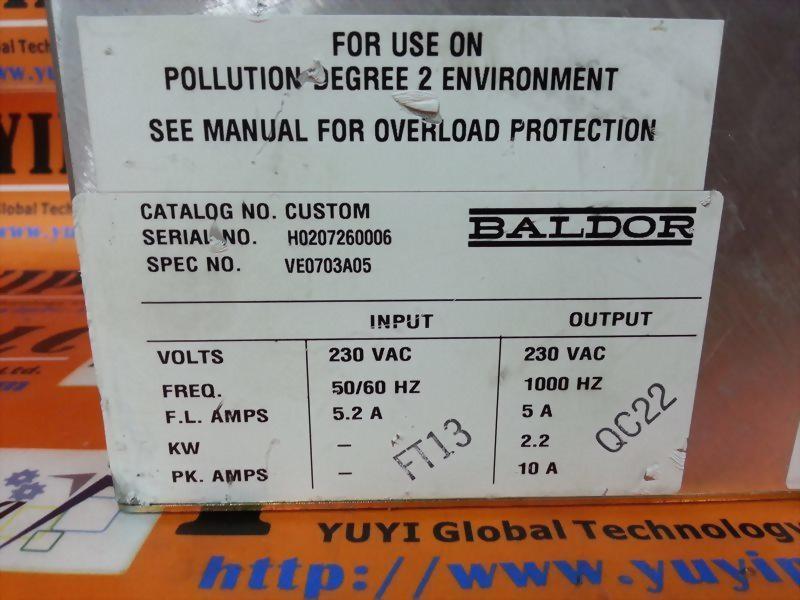 FOR USE ON
POLLUTION DEGREE 2 ENVIRONMENT
SEE MANUAL FOR OVERLOAD PROTECTION
CATALOG NO. CUSTOM
BALDOR
SERIAL NO. H0207260006
SPEC NO. VE0703A05
INPUT OUTPUT
VOLTS 230 VAC 230 VAC
FREQ. 50/60 HZ 1000 HZ
F.L. AMPS 5.2 A 5 A
KW – 2.2
PK. AMPS – 10 A
FT13
QC22
YUYI Global Technology
http://www.yuyip